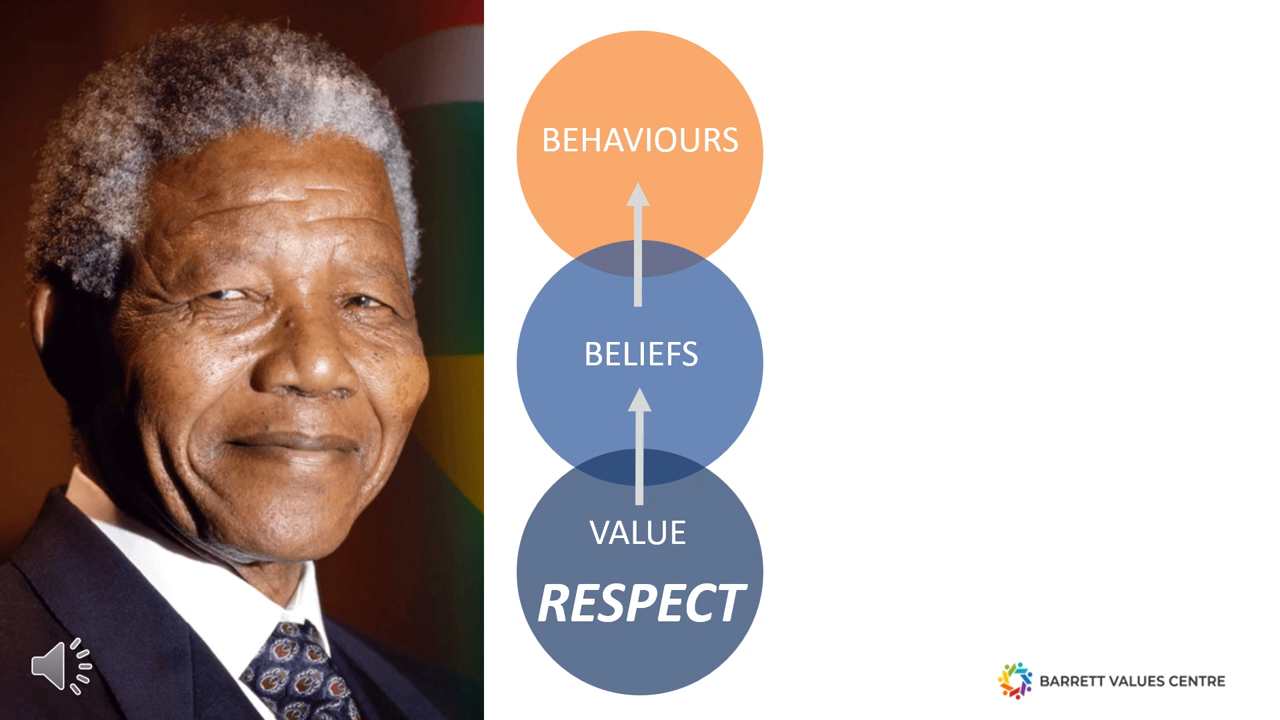 BEHAVIOURS
BELIEFS
VALUE
RESPECT
BARRETT VALUES CENTRE